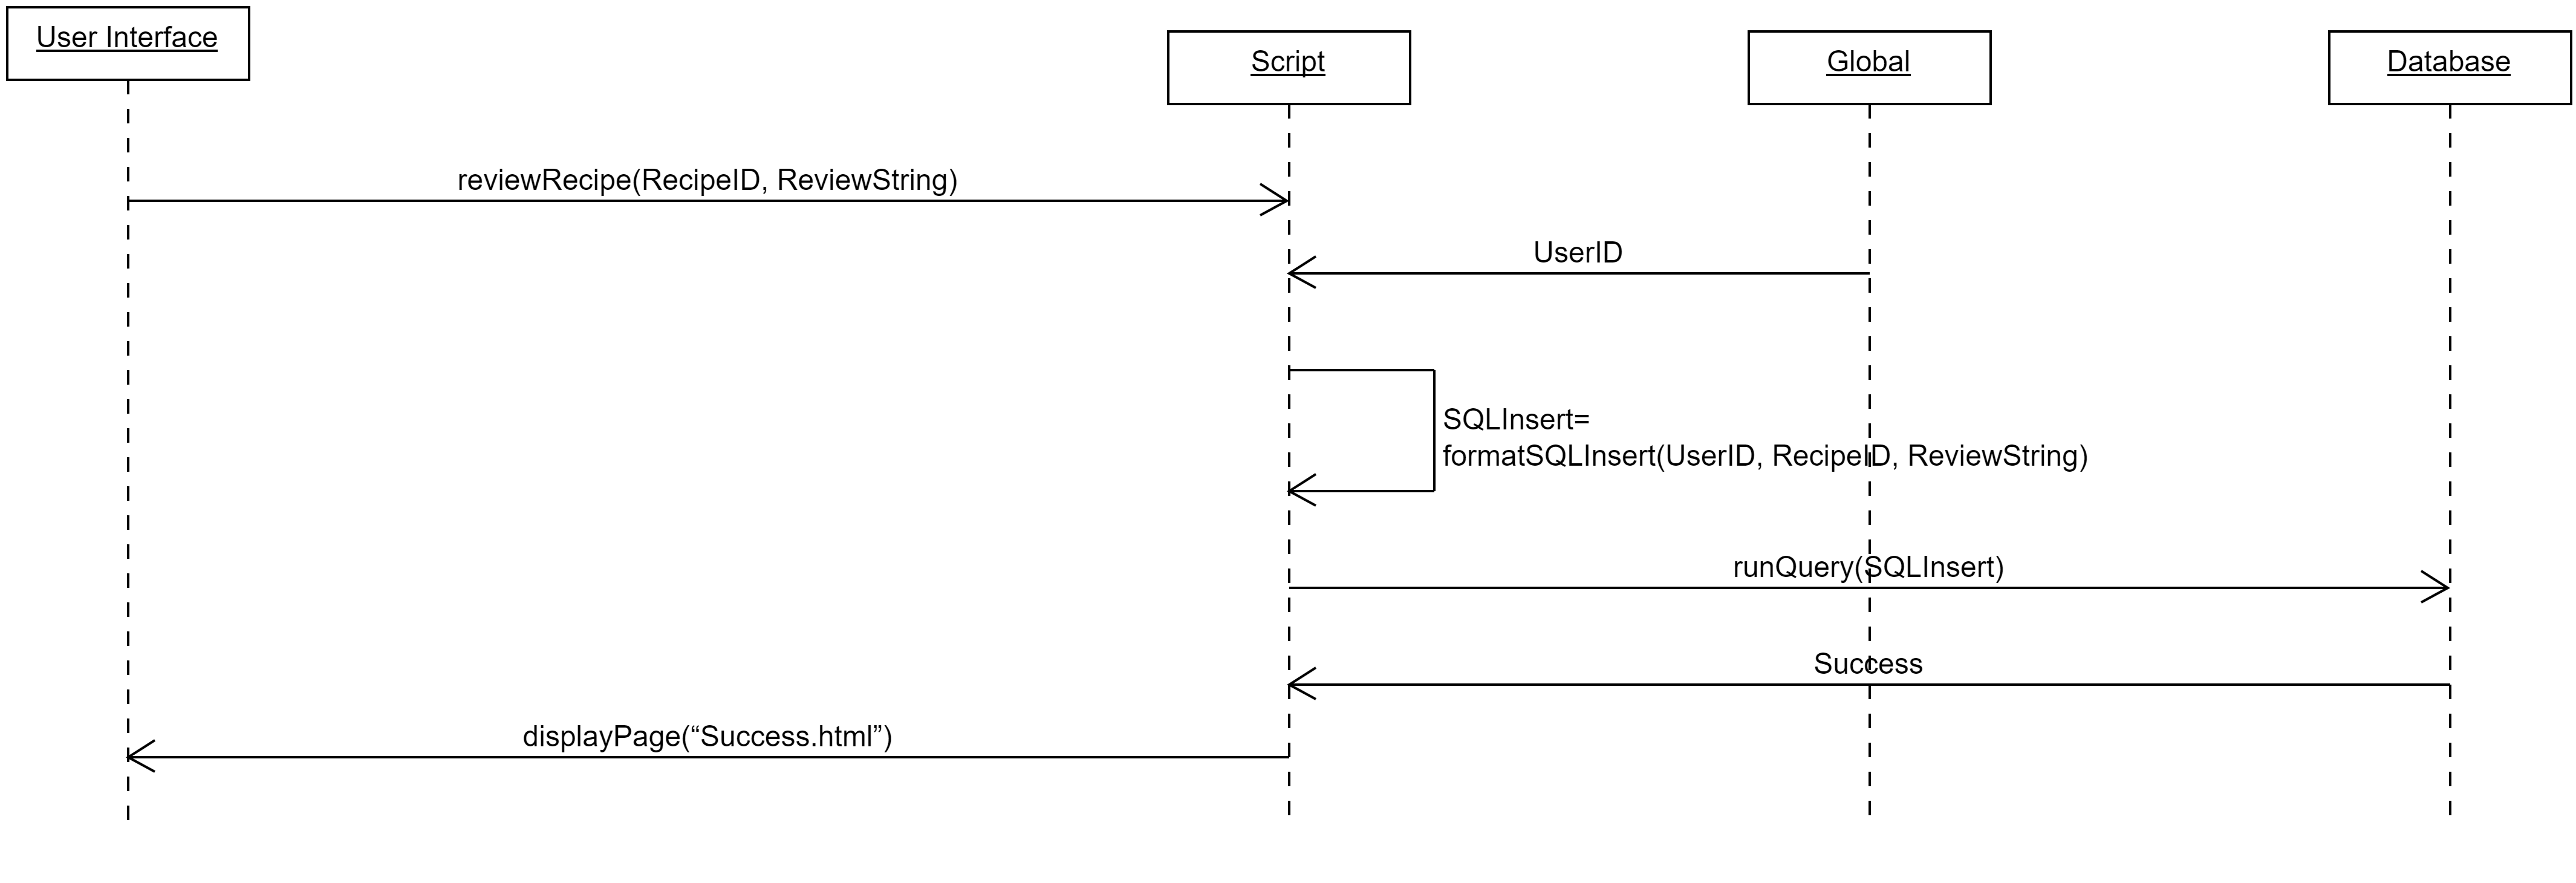 User Interface
Script
Global
Database
reviewRecipe(RecipeID, ReviewString)
UserID
SQLInsert=
formatSQLInsert(UserID, RecipeID, ReviewString)
runQuery(SQLInsert)
Success
displayPage(“Success.html”)